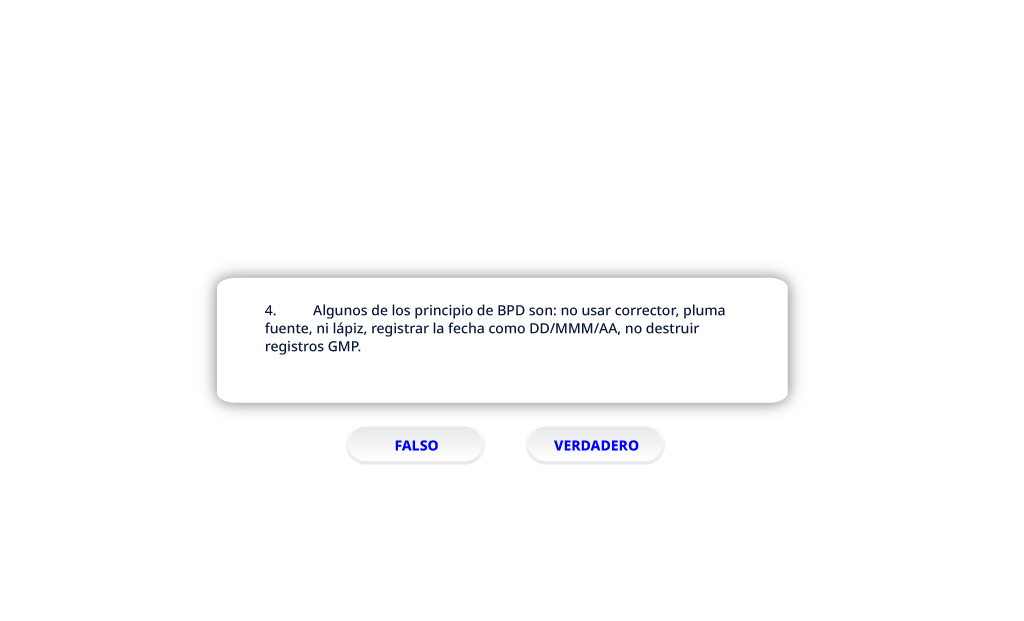 4. Algunos de los principio de BPD son: no usar corrector, pluma
fuente, ni lápiz, registrar la fecha como DD/MMM/AA, no destruir
registros GMP.
FALSO VERDADERO